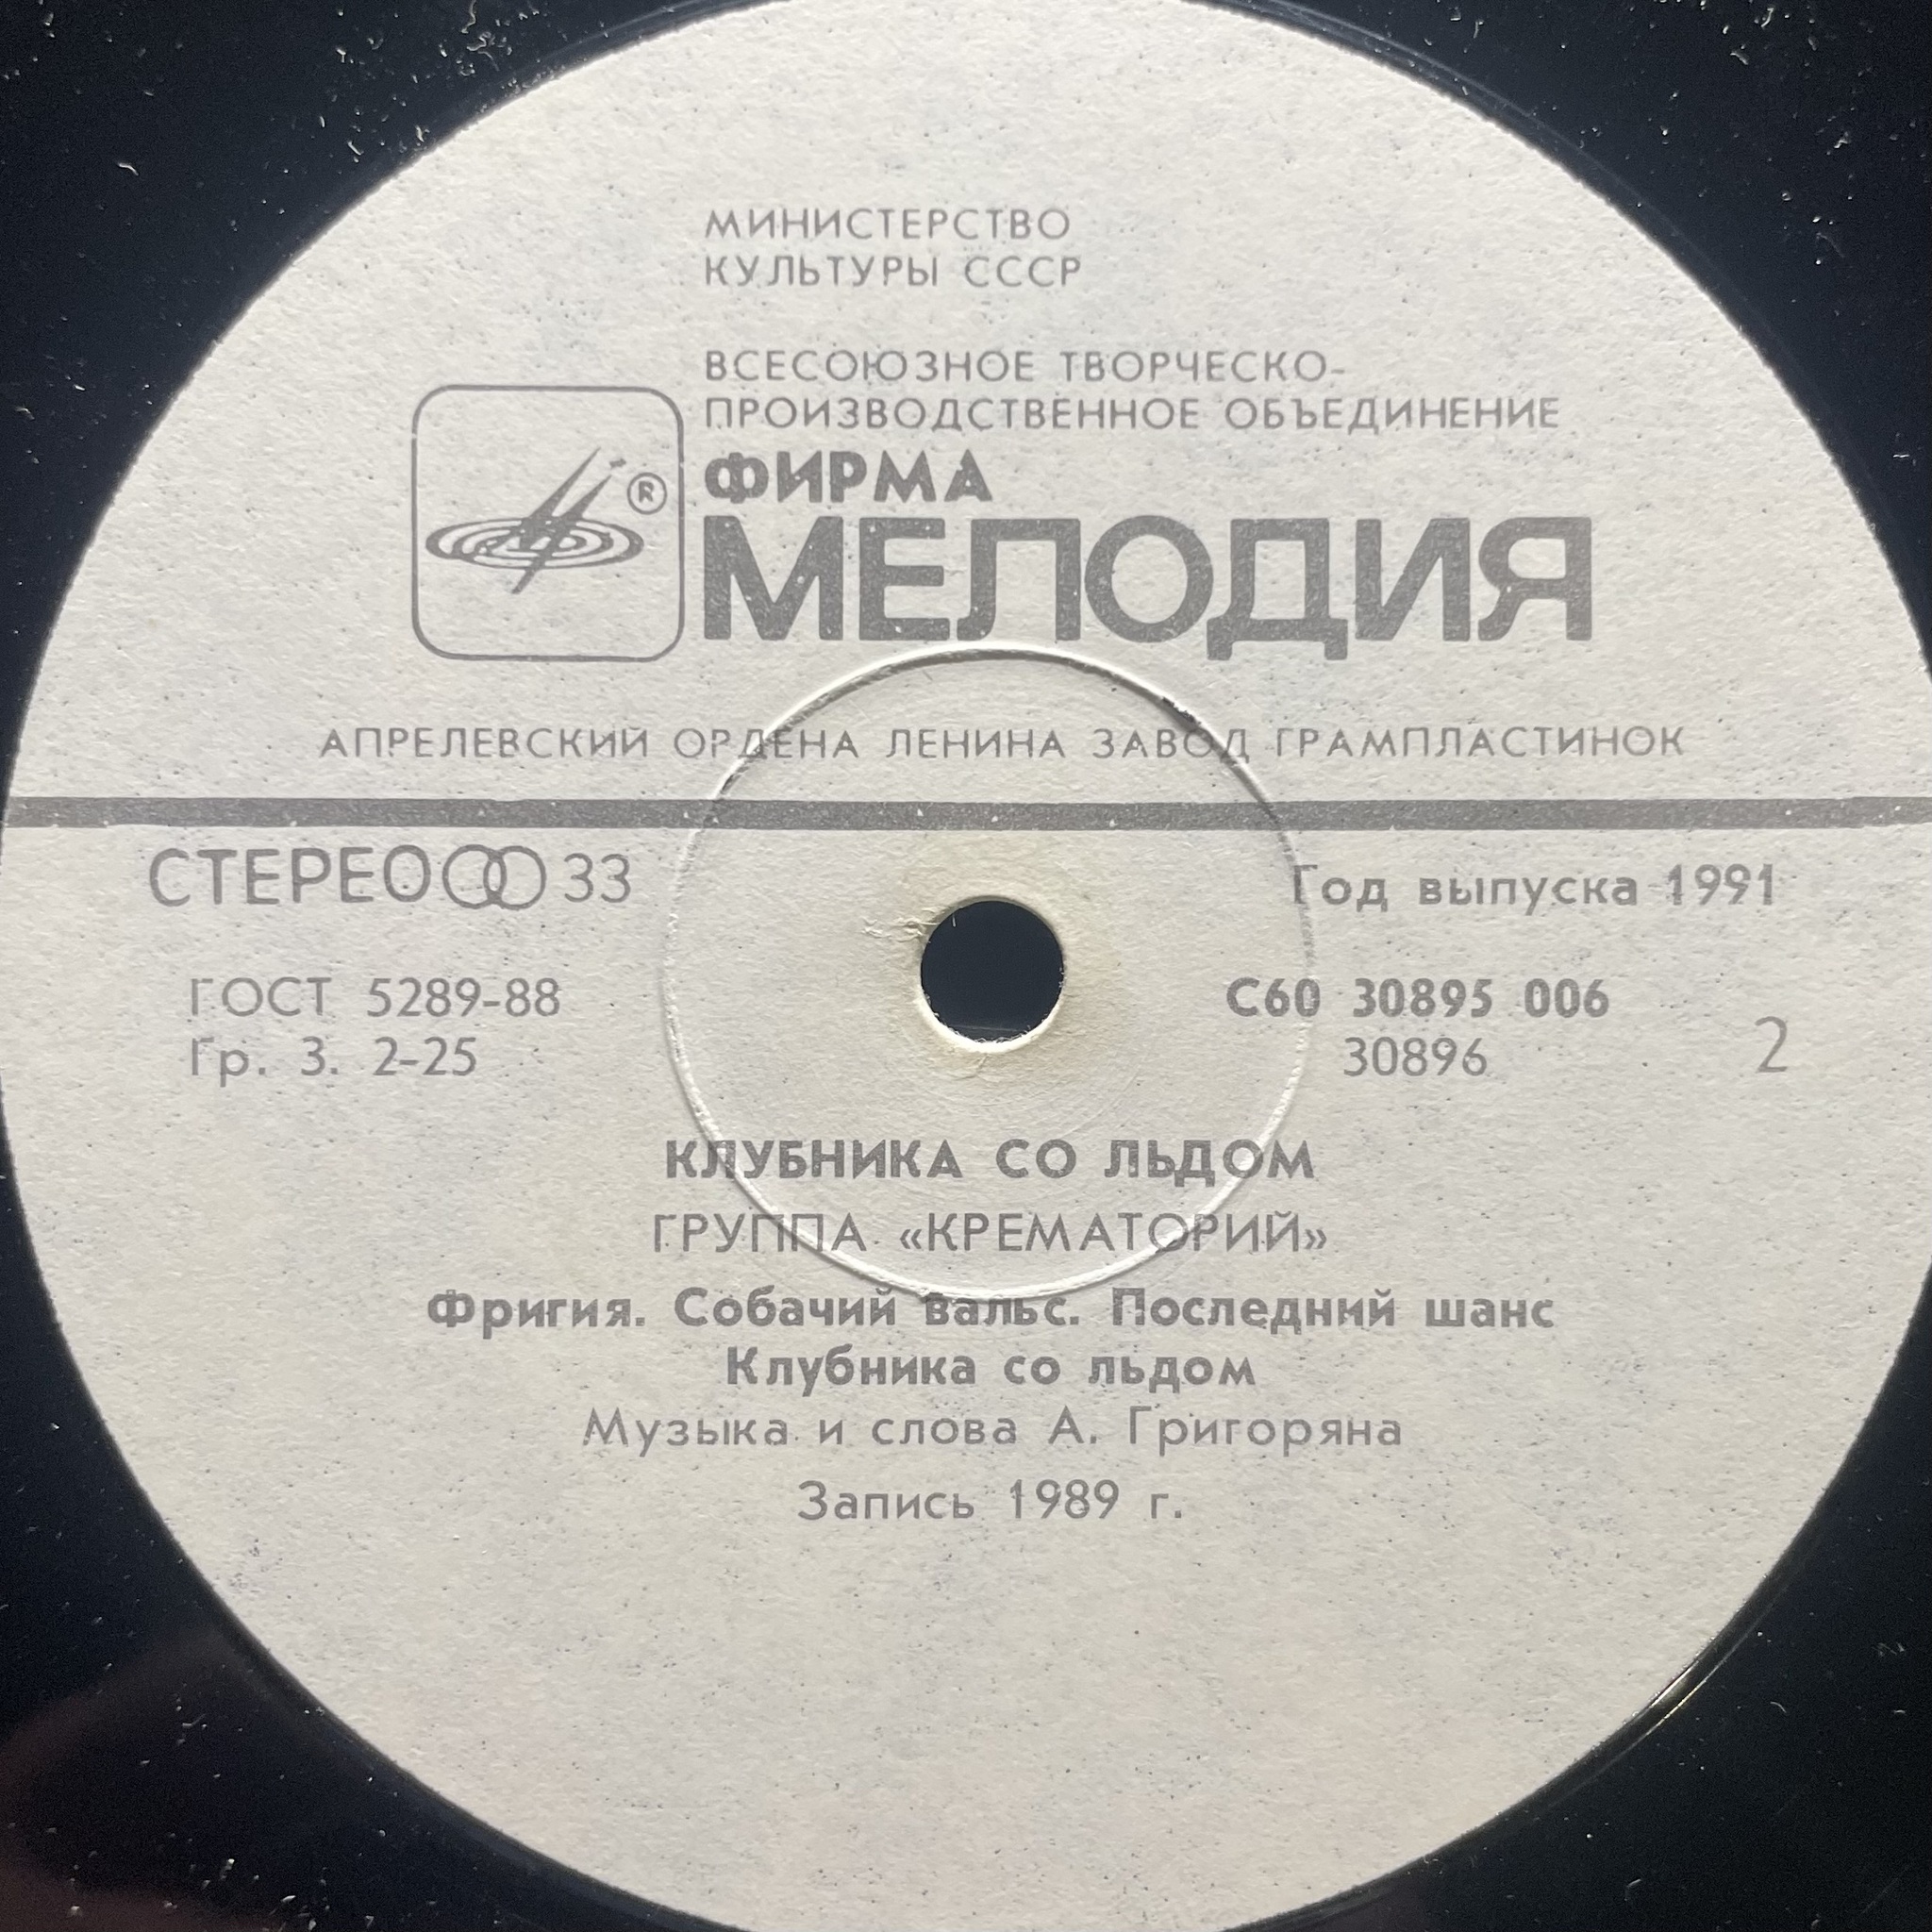 МИНИСТЕРСТВО
КУЛЬТУРЫ СССР
ВСЕСОЮЗНОЕ ТВОРЧЕСКО-
ПРОИЗВОДСТВЕННОЕ ОБЪЕДИНЕНИЕ
ФИРМА
®
МЕЛОДИЯ
АПРЕЛЕВСКИЙ ОРДЕНА ЛЕНИНА ЗАВОД ГРАМПЛАСТИНОК
СТЕРЕО 33
Год выпуска 1991
ГОСТ 5289-88
Гр. 3. 2-25
С60 30895 006
30896
2
КЛУБНИКА СО ЛЬДОМ
ГРУППА «КРЕМАТОРИЙ»
Фригия. Собачий вальс. Последний шанс
Клубника со льдом
Музыка и слова А. Григоряна
Запись 1989 г.